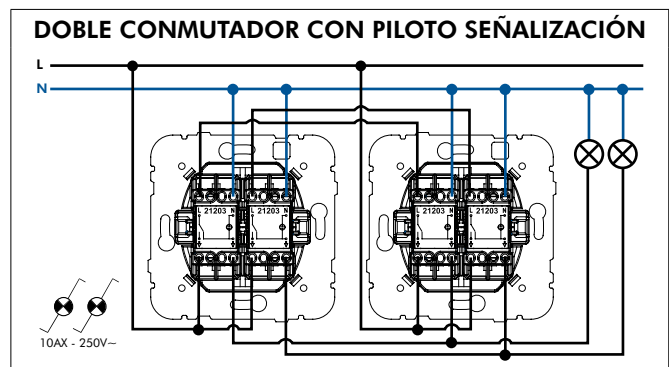 DOBLE CONMUTADOR CON PILOTO SEÑALIZACIÓN
L
N
L N L N
21203 21203
L N L N
21203 21203
10AX - 250V~